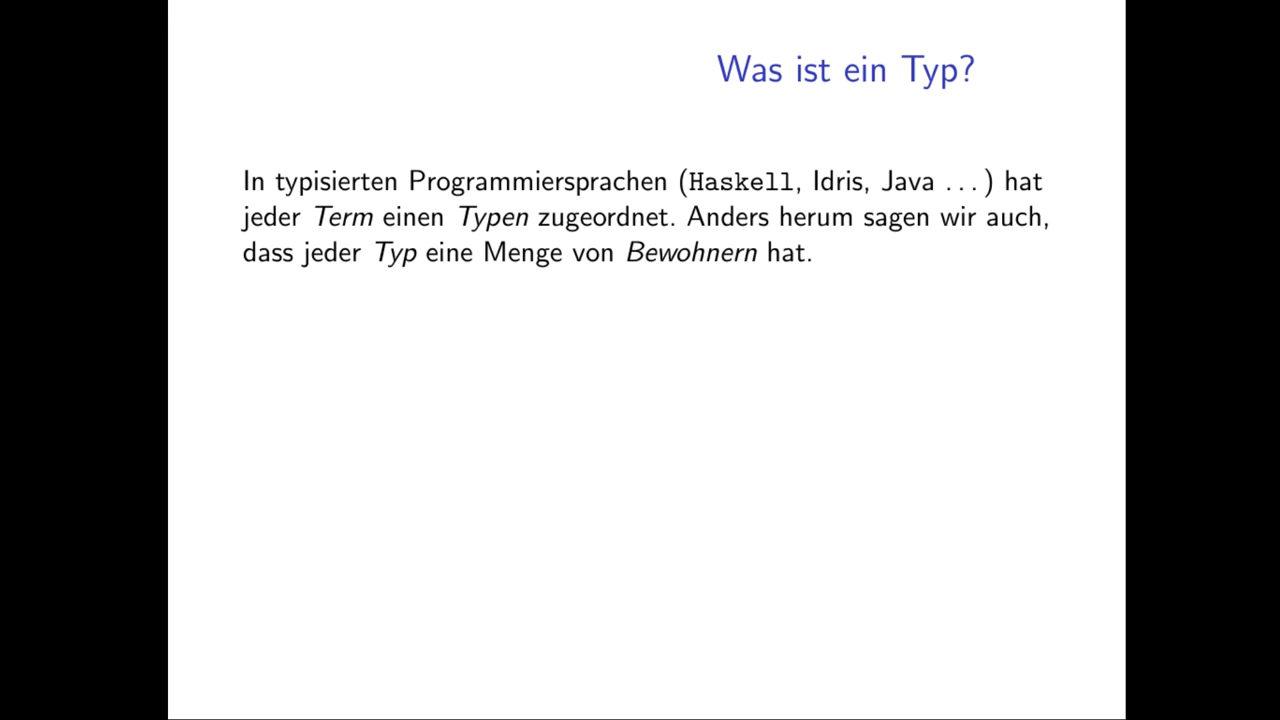 Was ist ein Typ?
In typisierten Programmiersprachen (Haskell, Idris, Java ...) hat
jeder Term einen Typen zugeordnet. Anders herum sagen wir auch,
dass jeder Typ eine Menge von Bewohnern hat.